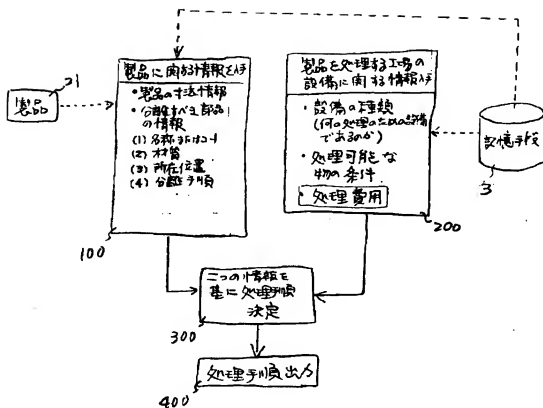 製品
21
製品に関する情報入手
・製品の寸法情報
・分離すべき部品
の情報
(1) 名称またはコード
(2) 材質
(3) 所在位置
(4) 分離手順
100
製品を処理する工場の
設備に関する情報入手
・設備の種類
(何の処理のための設備
であるのか)
・処理可能な
物の条件
・処理費用
200
記憶手段
3
二つの情報を
基に処理手順
決定
300
処理手順出力
400